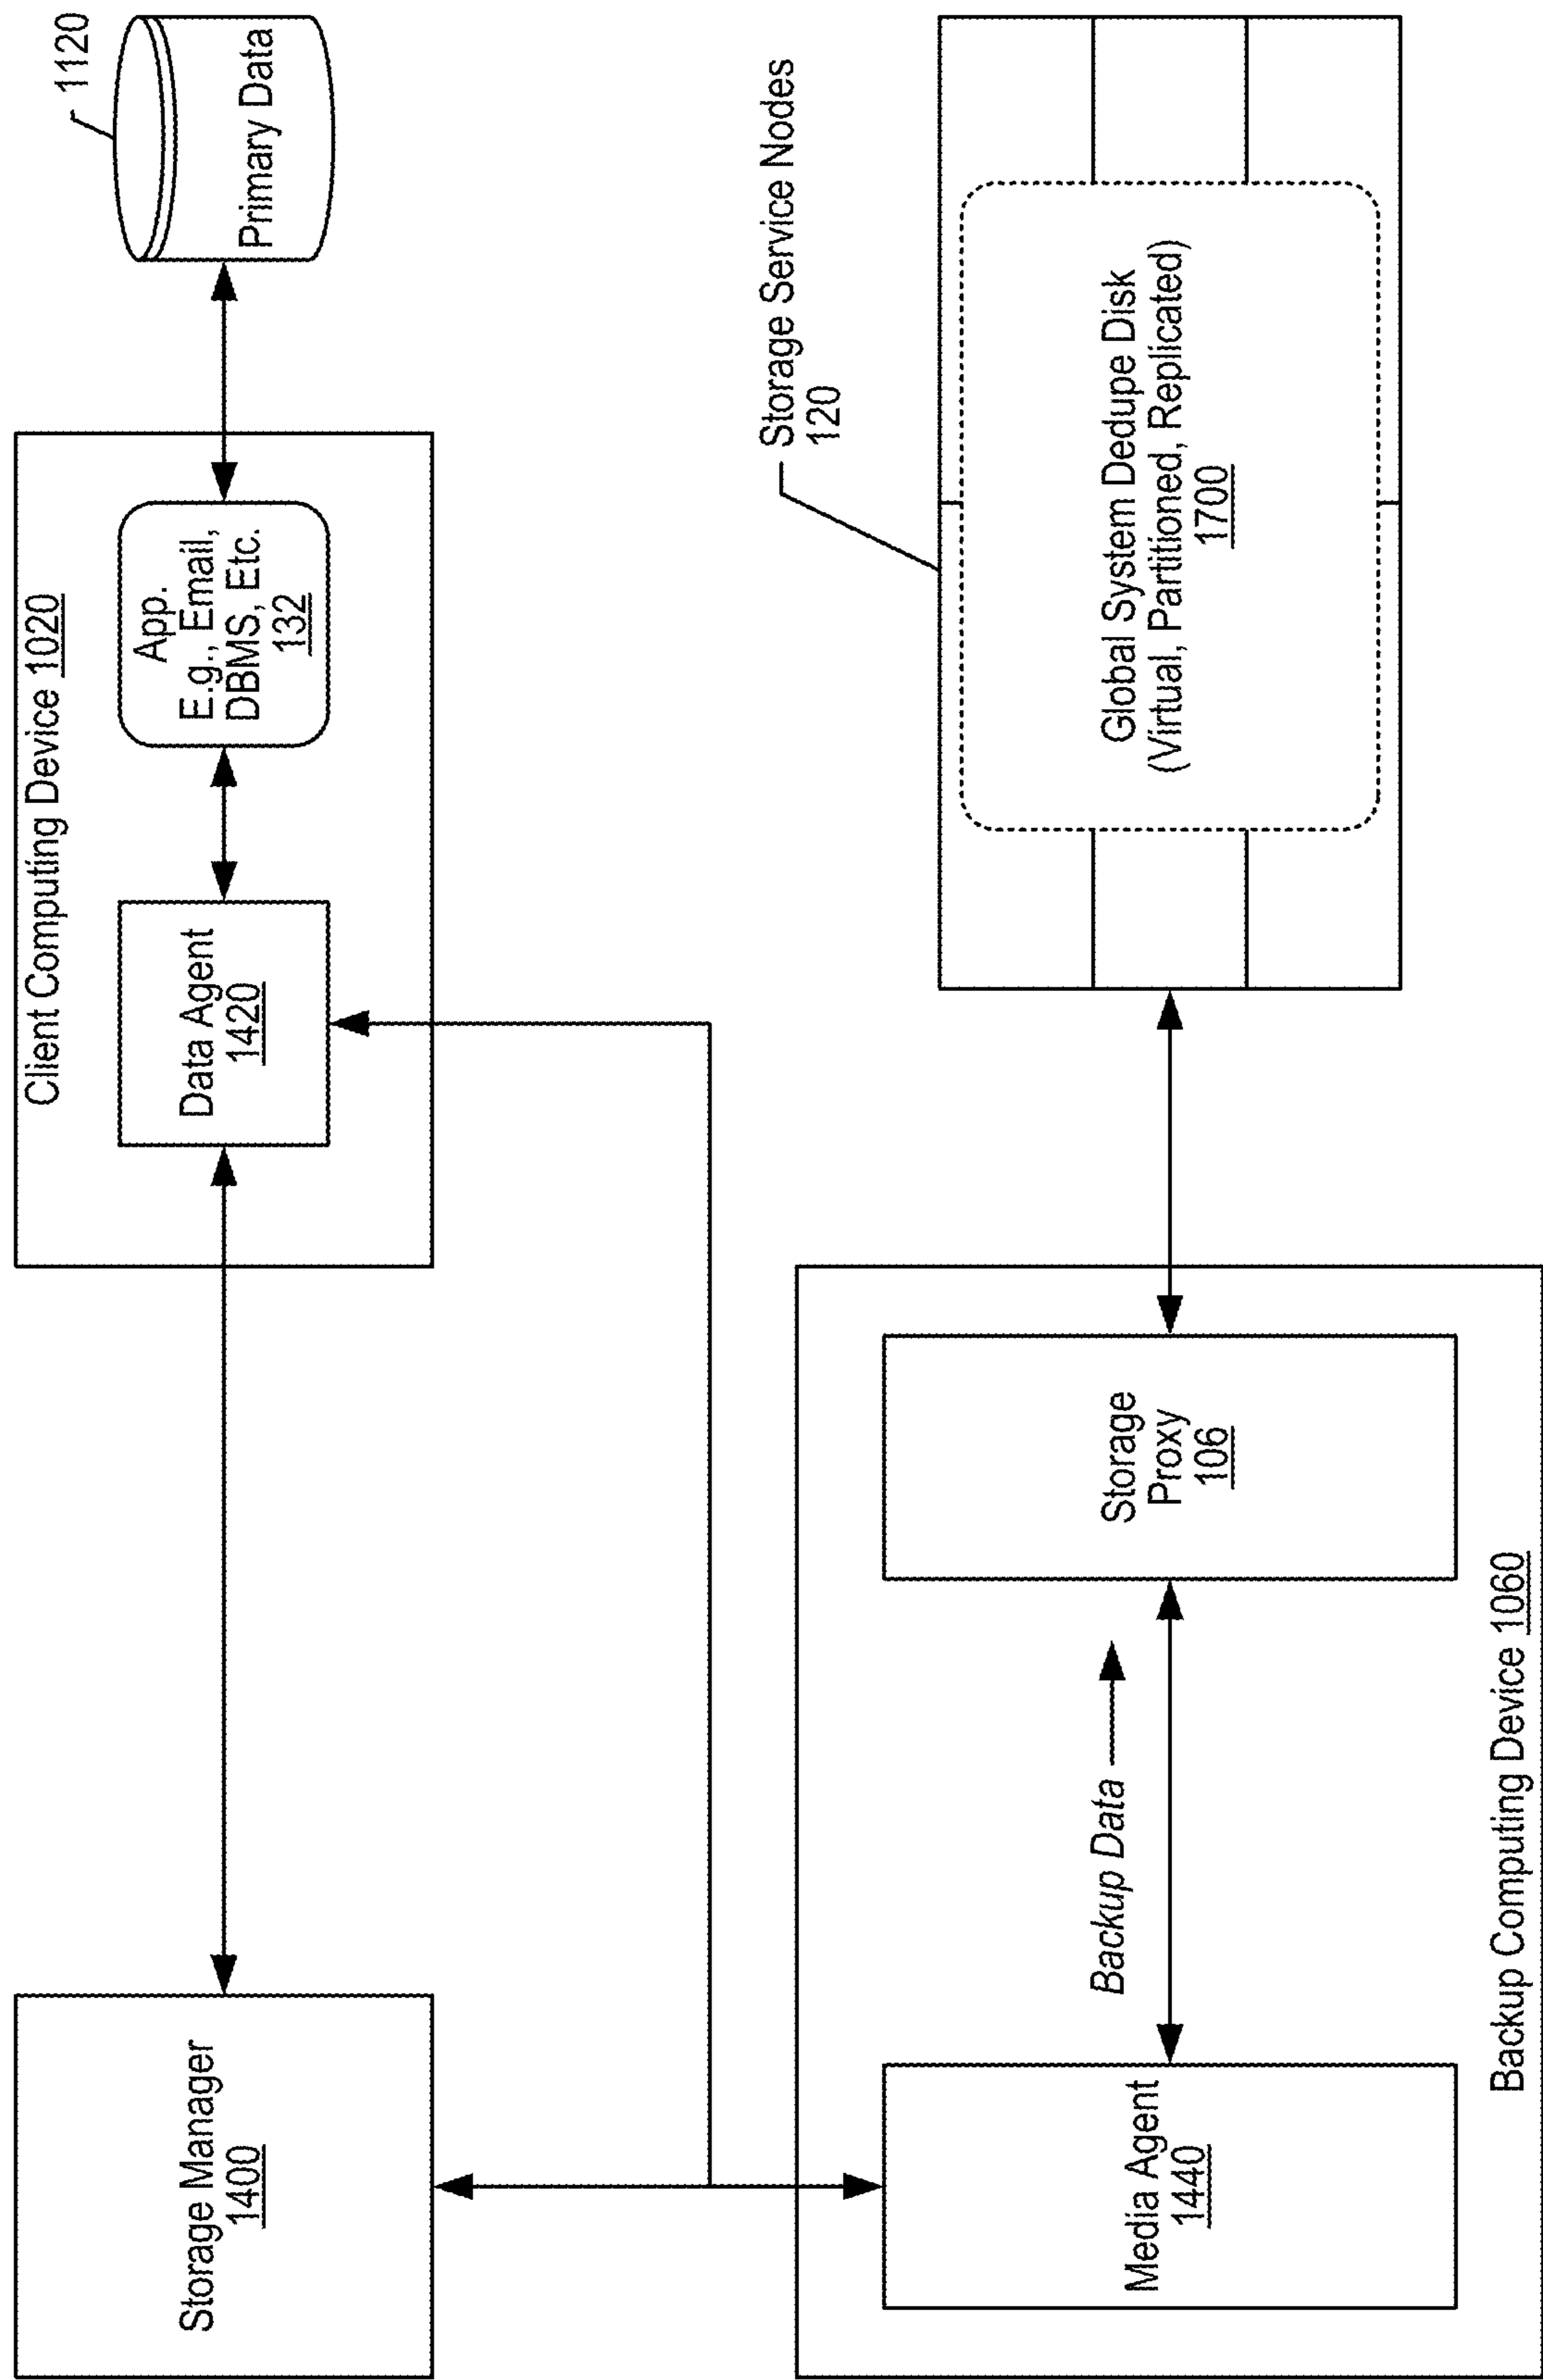 Storage Manager
1400
Client Computing Device 1020
Data Agent
1420
App.
E.g., Email,
DBMS, Etc.
132
1120
Primary Data
Media Agent
1440
Backup Data
Storage
Proxy
106
Backup Computing Device 1060
Storage Service Nodes
120
Global System Dedupe Disk
(Virtual, Partitioned, Replicated)
1700